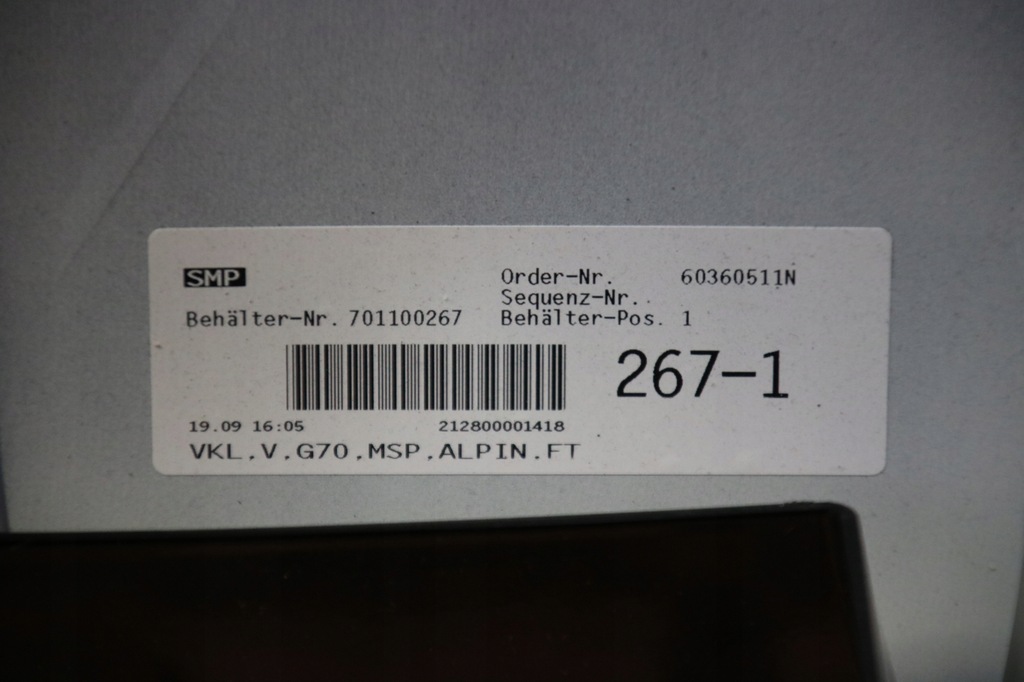 SMP
Order-Nr. 60360511N
Sequenz-Nr..
Behälter-Nr. 701100267 Behälter-Pos. 1
267-1
19.09 16:05 212800001418
VKL.V.G70.MSP.ALPIN.FT